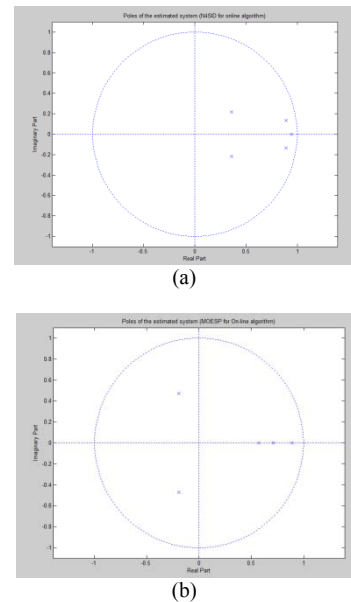 Poles of the estimated system (N4SID for online algorithm)
1
0.8
0.6
0.4
0.2
0
-0.2
-0.4
-0.6
-0.8
-1
Imaginary Part
-1 -0.5 0 0.5 1
Real Part
(a)
Poles of the estimated system (MOESP for On-line algorithm)
1
0.8
0.6
0.4
0.2
0
-0.2
-0.4
-0.6
-0.8
-1
Imaginary Part
-1 -0.5 0 0.5 1
Real Part
(b)